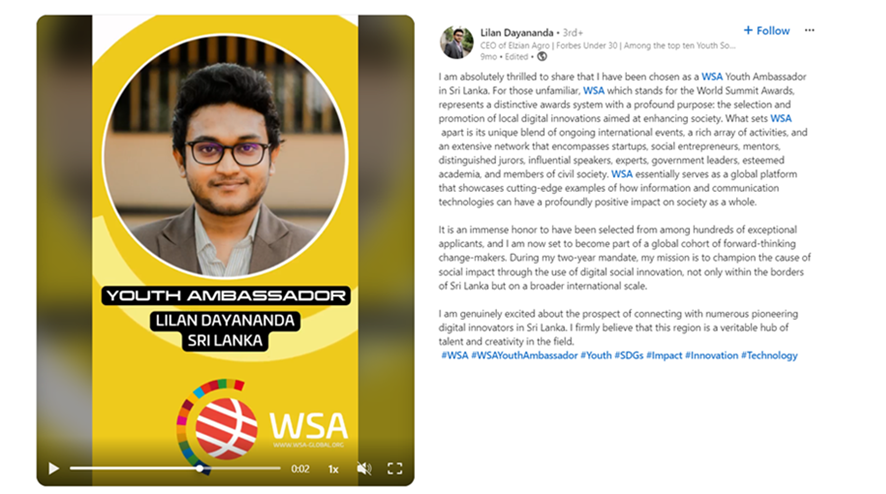 YOUTH AMBASSADOR
LILAN DAYANANDA
SRI LANKA
WSA
WWW.WSA-GLOBAL.ORG
0:02 1x
Lilan Dayananda • 3rd+
+ Follow ···
CEO of Elzian Agro | Forbes Under 30 | Among the top ten Youth So...
9mo • Edited •
I am absolutely thrilled to share that I have been chosen as a WSA Youth Ambassador
in Sri Lanka. For those unfamiliar, WSA which stands for the World Summit Awards,
represents a distinctive awards system with a profound purpose: the selection and
promotion of local digital innovations aimed at enhancing society. What sets WSA
apart is its unique blend of ongoing international events, a rich array of activities, and
an extensive network that encompasses startups, social entrepreneurs, mentors,
distinguished jurors, influential speakers, experts, government leaders, esteemed
academia, and members of civil society. WSA essentially serves as a global platform
that showcases cutting-edge examples of how information and communication
technologies can have a profoundly positive impact on society as a whole.
It is an immense honor to have been selected from among hundreds of exceptional
applicants, and I am now set to become part of a global cohort of forward-thinking
change-makers. During my two-year mandate, my mission is to champion the cause of
social impact through the use of digital social innovation, not only within the borders
of Sri Lanka but on a broader international scale.
I am genuinely excited about the prospect of connecting with numerous pioneering
digital innovators in Sri Lanka. I firmly believe that this region is a veritable hub of
talent and creativity in the field.
#WSA #WSAYouthAmbassador #Youth #SDGs #Impact #Innovation #Technology